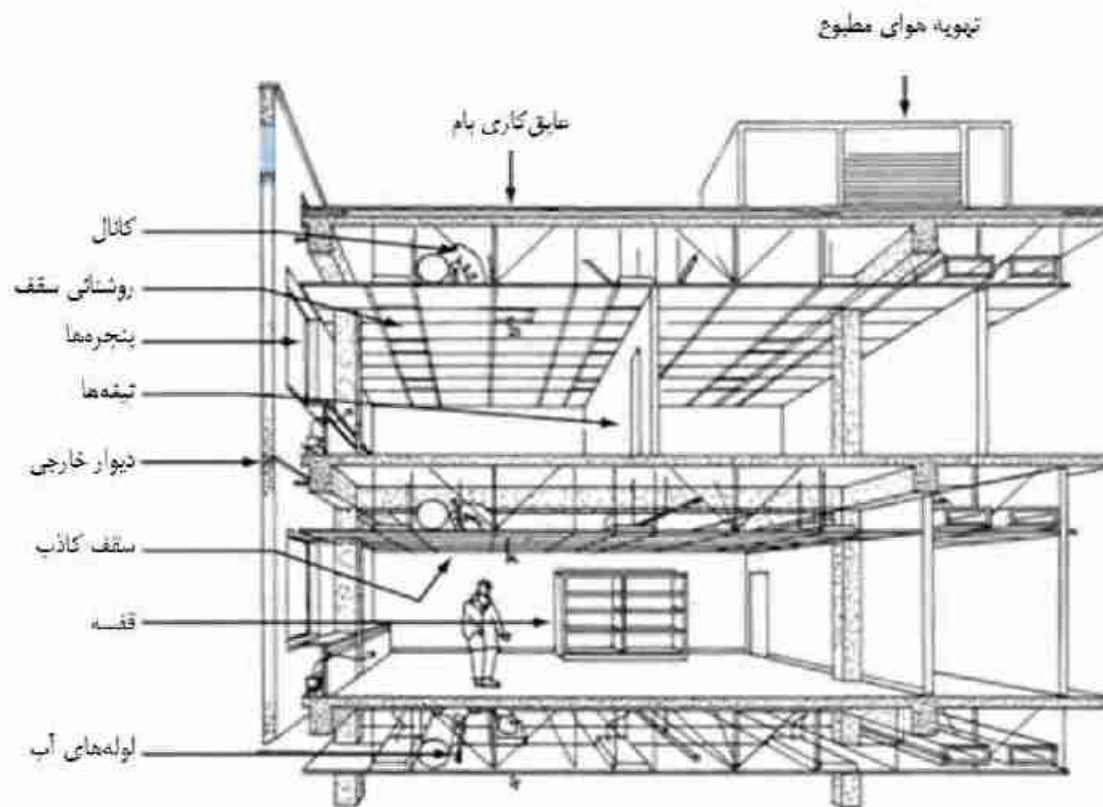 تهویه هوای مطبوع
عایق‌کاری بام
کانال
روشنائی سقف
پنجره‌ها
تیغه‌ها
دیوار خارجی
سقف کاذب
قفسه
لوله‌های آب